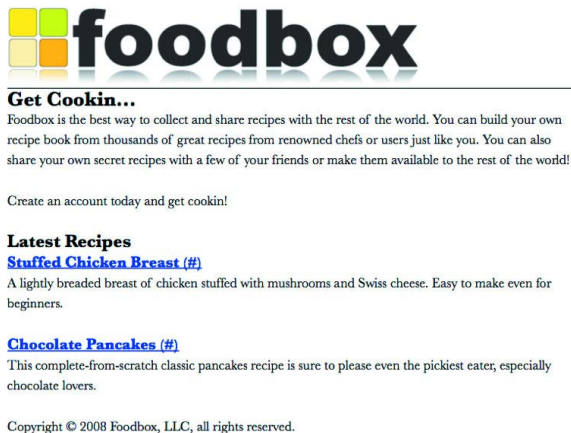 foodbox
Get Cookin...
Foodbox is the best way to collect and share recipes with the rest of the world. You can build your own
recipe book from thousands of great recipes from renowned chefs or users just like you. You can also
share your own secret recipes with a few of your friends or make them available to the rest of the world!
Create an account today and get cookin!
Latest Recipes
Stuffed Chicken Breast (#)
A lightly breaded breast of chicken stuffed with mushrooms and Swiss cheese. Easy to make even for
beginners.
Chocolate Pancakes (#)
This complete-from-scratch classic pancakes recipe is sure to please even the pickiest eater, especially
chocolate lovers.
Copyright © 2008 Foodbox, LLC, all rights reserved.